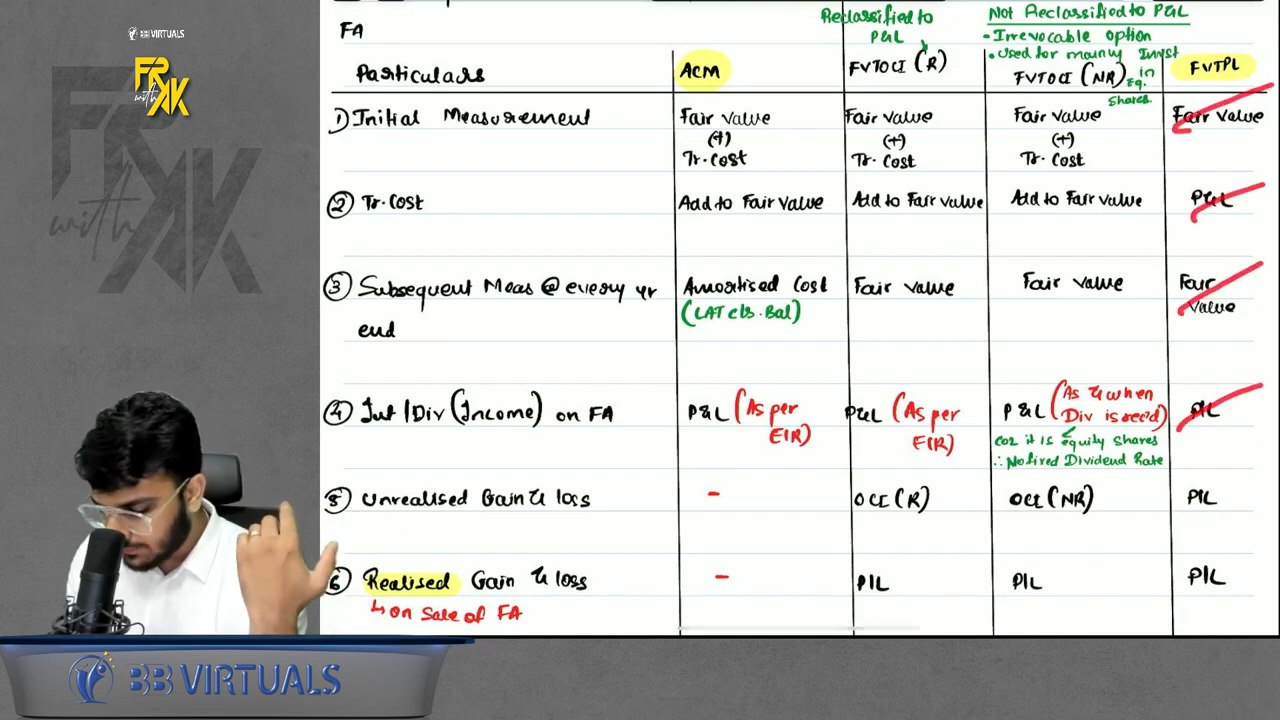 BB VIRTUALS
FR
with
AK
FR
with
AK
FA
Reclassified to
P&L
Not Reclassified to P&L
• Irrevocable option
• Used for mainly Invst
in
Eq.
Shares.
Particulars
ACM
FVTOCI (R)
FVTOCI (NR)
FVTPL
1) Initial Measurement
Fair value
(+)
Tr. Cost
Fair value
(+)
Tr. Cost
Fair value
(+)
Tr. Cost
Fair value
② Tr. Cost
Add to Fair Value
Add to Fair value
Add to Fair value
P&L
③ Subsequent Meas @ every yr
end
Amortised Cost
(LAT cls. Bal)
Fair value
Fair value
Fair
value
④ Int / Div (Income) on FA
P&L (As per
EIR)
P&L (As per
EIR)
P&L (As & when
Div is recd)
coz it is equity shares
∴ No fixed Dividend Rate
P/L
⑤ Unrealised Gain & loss
-
OCI (R)
OCI (NR)
P/L
⑥ Realised Gain & loss
↳ on Sale of FA
-
P/L
P/L
P/L
BB VIRTUALS